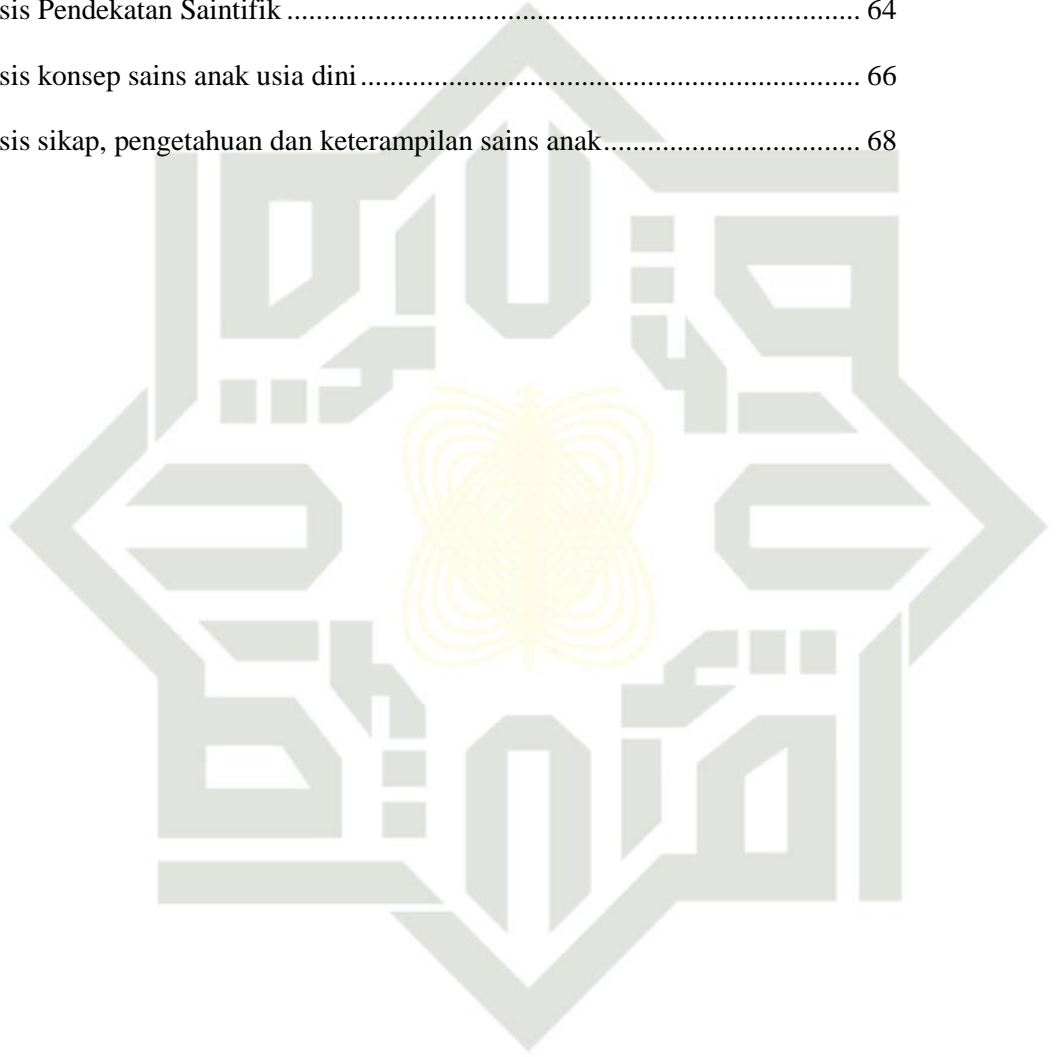 sis Pendekatan Saintifik ........................................................................................ 64
sis konsep sains anak usia dini ............................................................................. 66
sis sikap, pengetahuan dan keterampilan sains anak .................................. 68